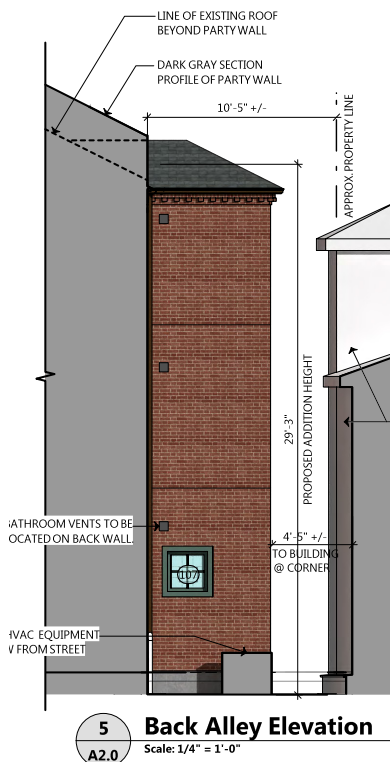 LINE OF EXISTING ROOF
BEYOND PARTY WALL
DARK GRAY SECTION
PROFILE OF PARTY WALL
10'-5" +/-
APPROX. PROPERTY LINE
29'-3"
PROPOSED ADDITION HEIGHT
BATHROOM VENTS TO BE
LOCATED ON BACK WALL.
4'-5" +/-
TO BUILDING
@ CORNER
107
HVAC EQUIPMENT
FROM STREET
5
A2.0
Back Alley Elevation
Scale: 1/4" = 1'-0"